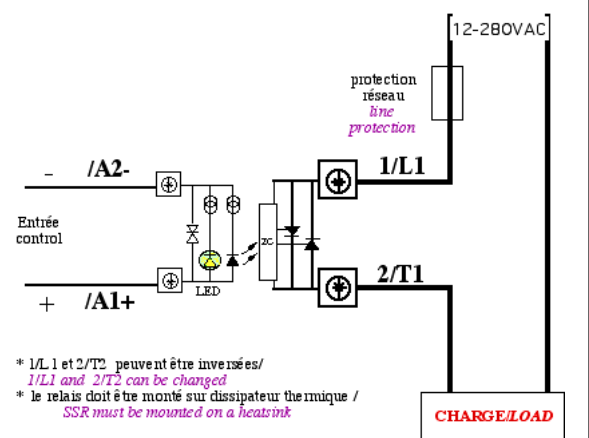 12-280VAC
protection
réseau
line
protection
- /A2-
1/L1
Entrée
control
ZC
2/T1
LED
+ /A1+
* 1/L1 et 2/T2 peuvent être inversées/
1/L1 and 2/T2 can be changed
* le relais doit être monté sur dissipateur thermique /
SSR must be mounted on a heatsink
CHARGE/LOAD